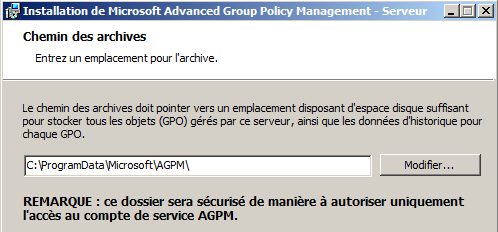 Installation de Microsoft Advanced Group Policy Management - Serveur
Chemin des archives
Entrez un emplacement pour l'archive.
Le chemin des archives doit pointer vers un emplacement disposant d'espace disque suffisant
pour stocker tous les objets (GPO) gérés par ce serveur, ainsi que les données d'historique pour
chaque GPO.
C:\ProgramData\Microsoft\AGPM\
Modifier...
REMARQUE : ce dossier sera sécurisé de manière à autoriser uniquement
l'accès au compte de service AGPM.